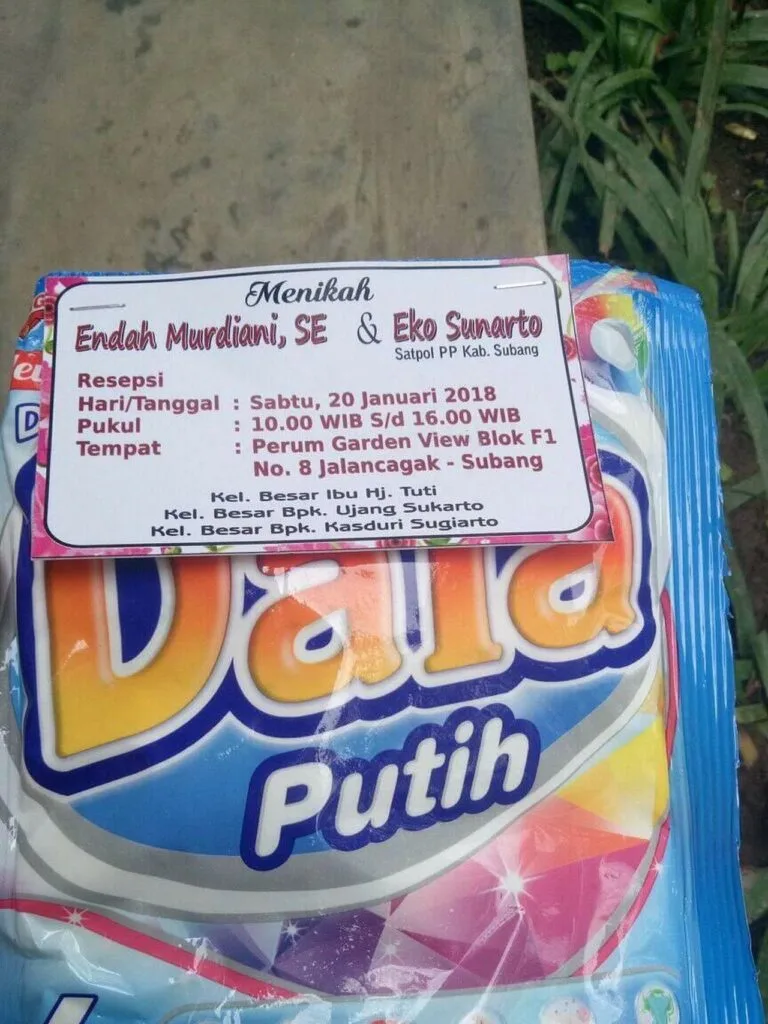 Menikah
Endah Murdiani, SE & Eko Sunarto
Satpol PP Kab. Subang
Resepsi
Hari/Tanggal : Sabtu, 20 Januari 2018
Pukul : 10.00 WIB S/d 16.00 WIB
Tempat : Perum Garden View Blok F1
No. 8 Jalancagak - Subang
Kel. Besar Ibu Hj. Tuti
Kel. Besar Bpk. Ujang Sukarto
Kel. Besar Bpk. Kasduri Sugiarto
Daia
Putih